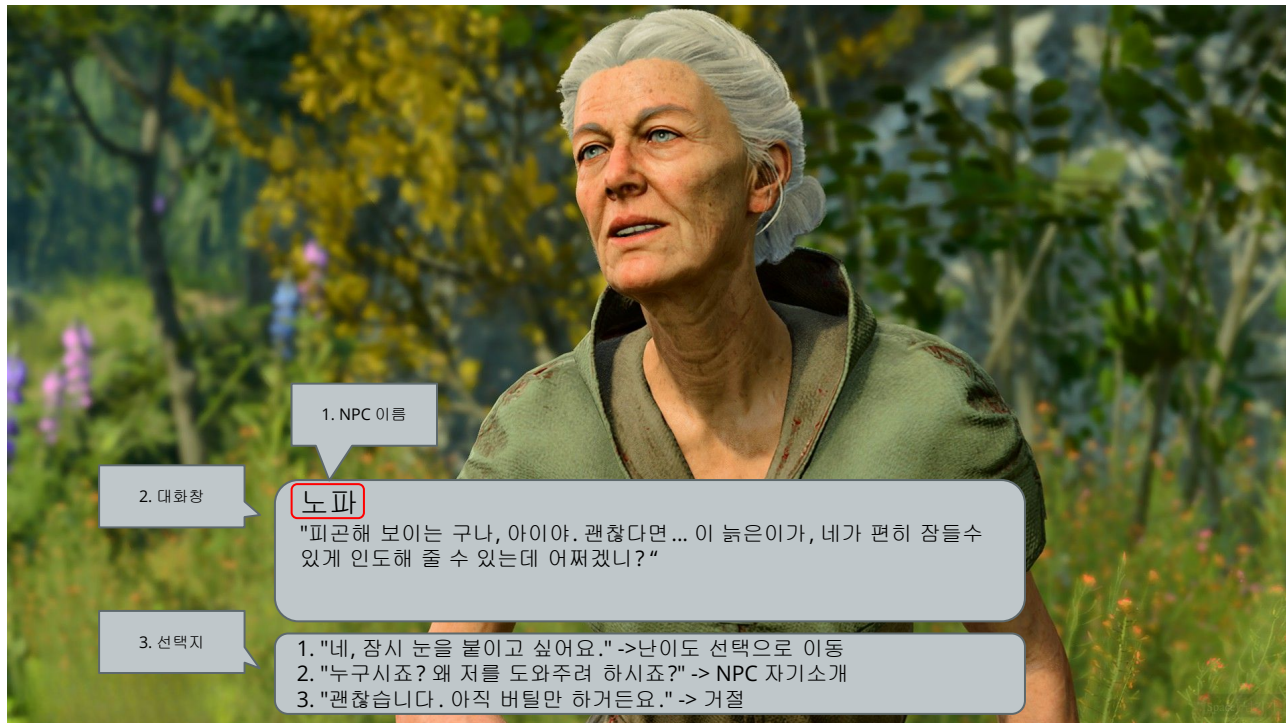 1. NPC 이름
2. 대화창
노파
"피곤해 보이는 구나, 아이야. 괜찮다면... 이 늙은이가, 네가 편히 잠들수
있게 인도해 줄 수 있는데 어쩌겠니? “
3. 선택지
1. "네, 잠시 눈을 붙이고 싶어요." ->난이도 선택으로 이동
2. "누구시죠? 왜 저를 도와주려 하시죠?" -> NPC 자기소개
3. "괜찮습니다. 아직 버틸만 하거든요." -> 거절